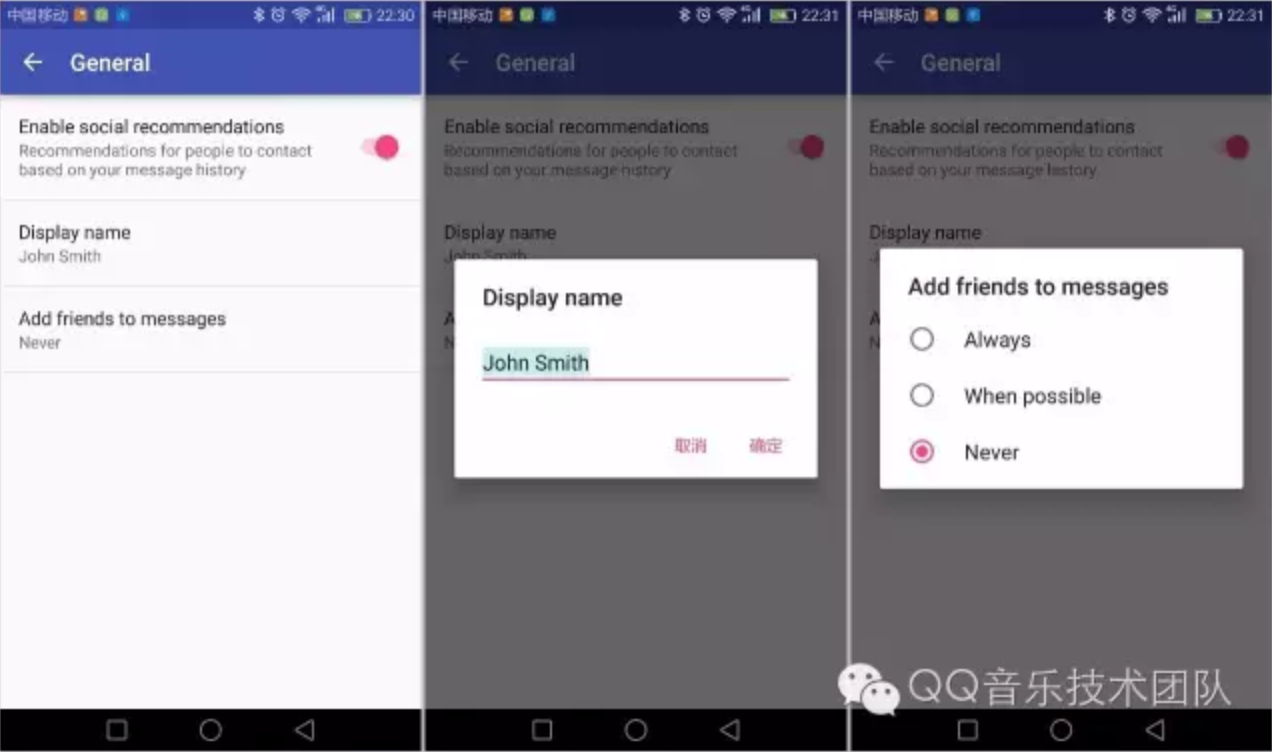 中国移动 22:30
General
Enable social recommendations
Recommendations for people to contact
based on your message history
Display name
John Smith
Add friends to messages
Never
中国移动 22:31
General
Enable social recommendations
Recommendations for people to contact
based on your message history
Display name
John Smith
Display name
John Smith
取消 确定
中国移动 22:31
General
Enable social recommendations
Recommendations for people to contact
based on your message history
Display name
Add friends to messages
Always
When possible
Never
QQ音乐技术团队